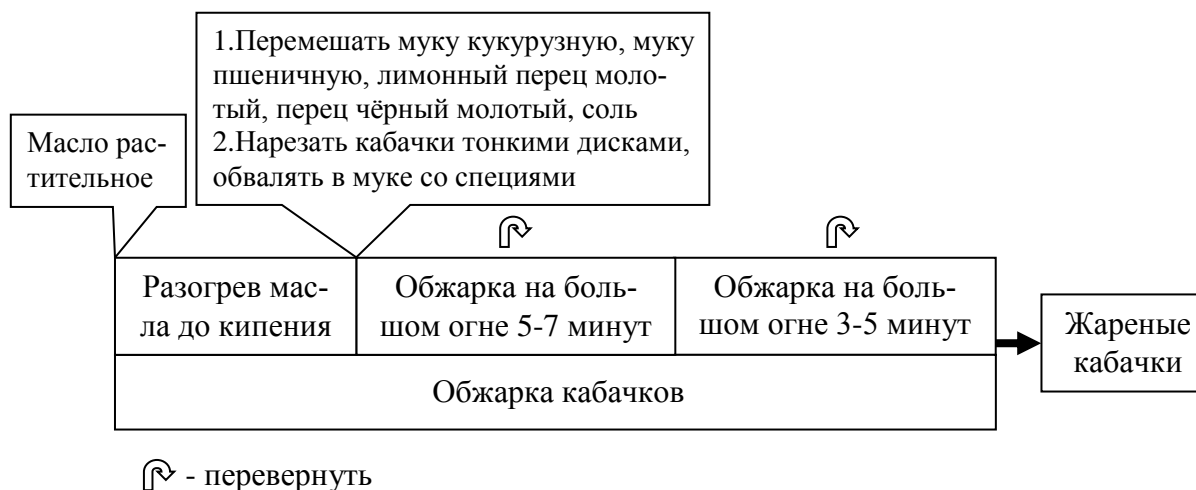 1.Перемешать муку кукурузную, муку
пшеничную, лимонный перец моло-
тый, перец чёрный молотый, соль
2.Нарезать кабачки тонкими дисками,
обвалять в муке со специями
Масло рас-
тительное
Разогрев мас-
ла до кипения
Обжарка на боль-
шом огне 5-7 минут
Обжарка на боль-
шом огне 3-5 минут
Жареные
кабачки
Обжарка кабачков
- перевернуть